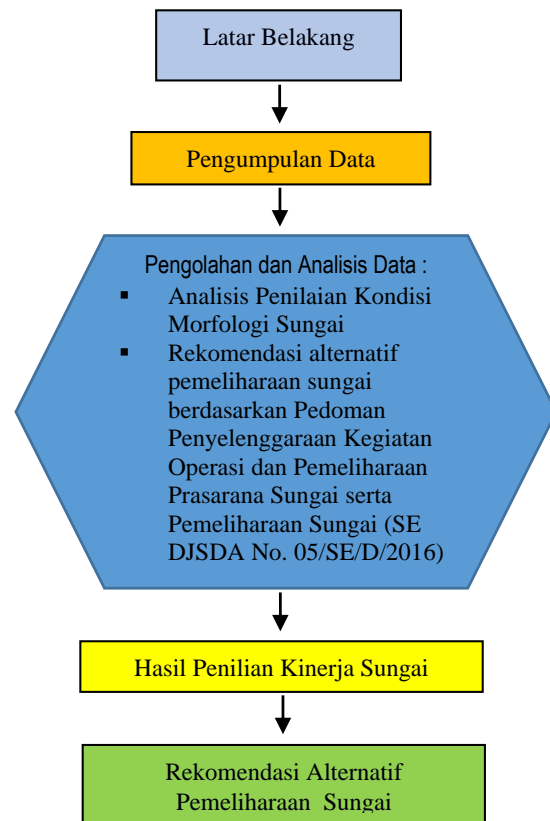 Latar Belakang
Pengumpulan Data
Pengolahan dan Analisis Data :
▪ Analisis Penilaian Kondisi
Morfologi Sungai
▪ Rekomendasi alternatif
pemeliharaan sungai
berdasarkan Pedoman
Penyelenggaraan Kegiatan
Operasi dan Pemeliharaan
Prasarana Sungai serta
Pemeliharaan Sungai (SE
DJSDA No. 05/SE/D/2016)
Hasil Penilian Kinerja Sungai
Rekomendasi Alternatif
Pemeliharaan Sungai